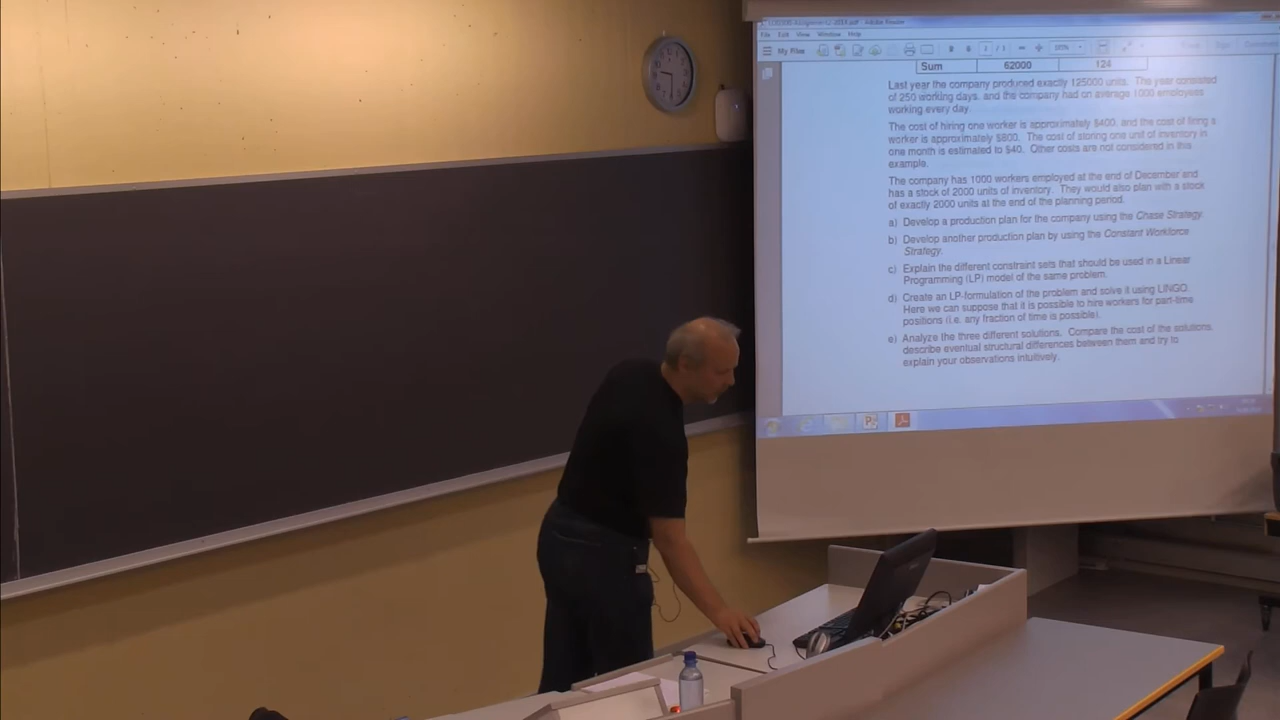 File Edit View Window Help
My Files
Sum 62000 124
Last year the company produced exactly 125000 units. The year consisted
of 250 working days, and the company had on average 1000 employees
working every day.
The cost of hiring one worker is approximately $400, and the cost of firing a
worker is approximately $800. The cost of storing one unit of inventory in
one month is estimated to $40. Other costs are not considered in this
example.
The company has 1000 workers employed at the end of December and
has a stock of 2000 units of inventory. They would also plan with a stock
of exactly 2000 units at the end of the planning period.
a) Develop a production plan for the company using the Chase Strategy.
b) Develop another production plan by using the Constant Workforce
Strategy.
c) Explain the different constraint sets that should be used in a Linear
Programming (LP) model of the same problem.
d) Create an LP-formulation of the problem and solve it using LINGO.
Here we can suppose that it is possible to hire workers for part-time
positions (i.e. any fraction of time is possible).
e) Analyze the three different solutions. Compare the cost of the solutions,
describe eventual structural differences between them and try to
explain your observations intuitively.